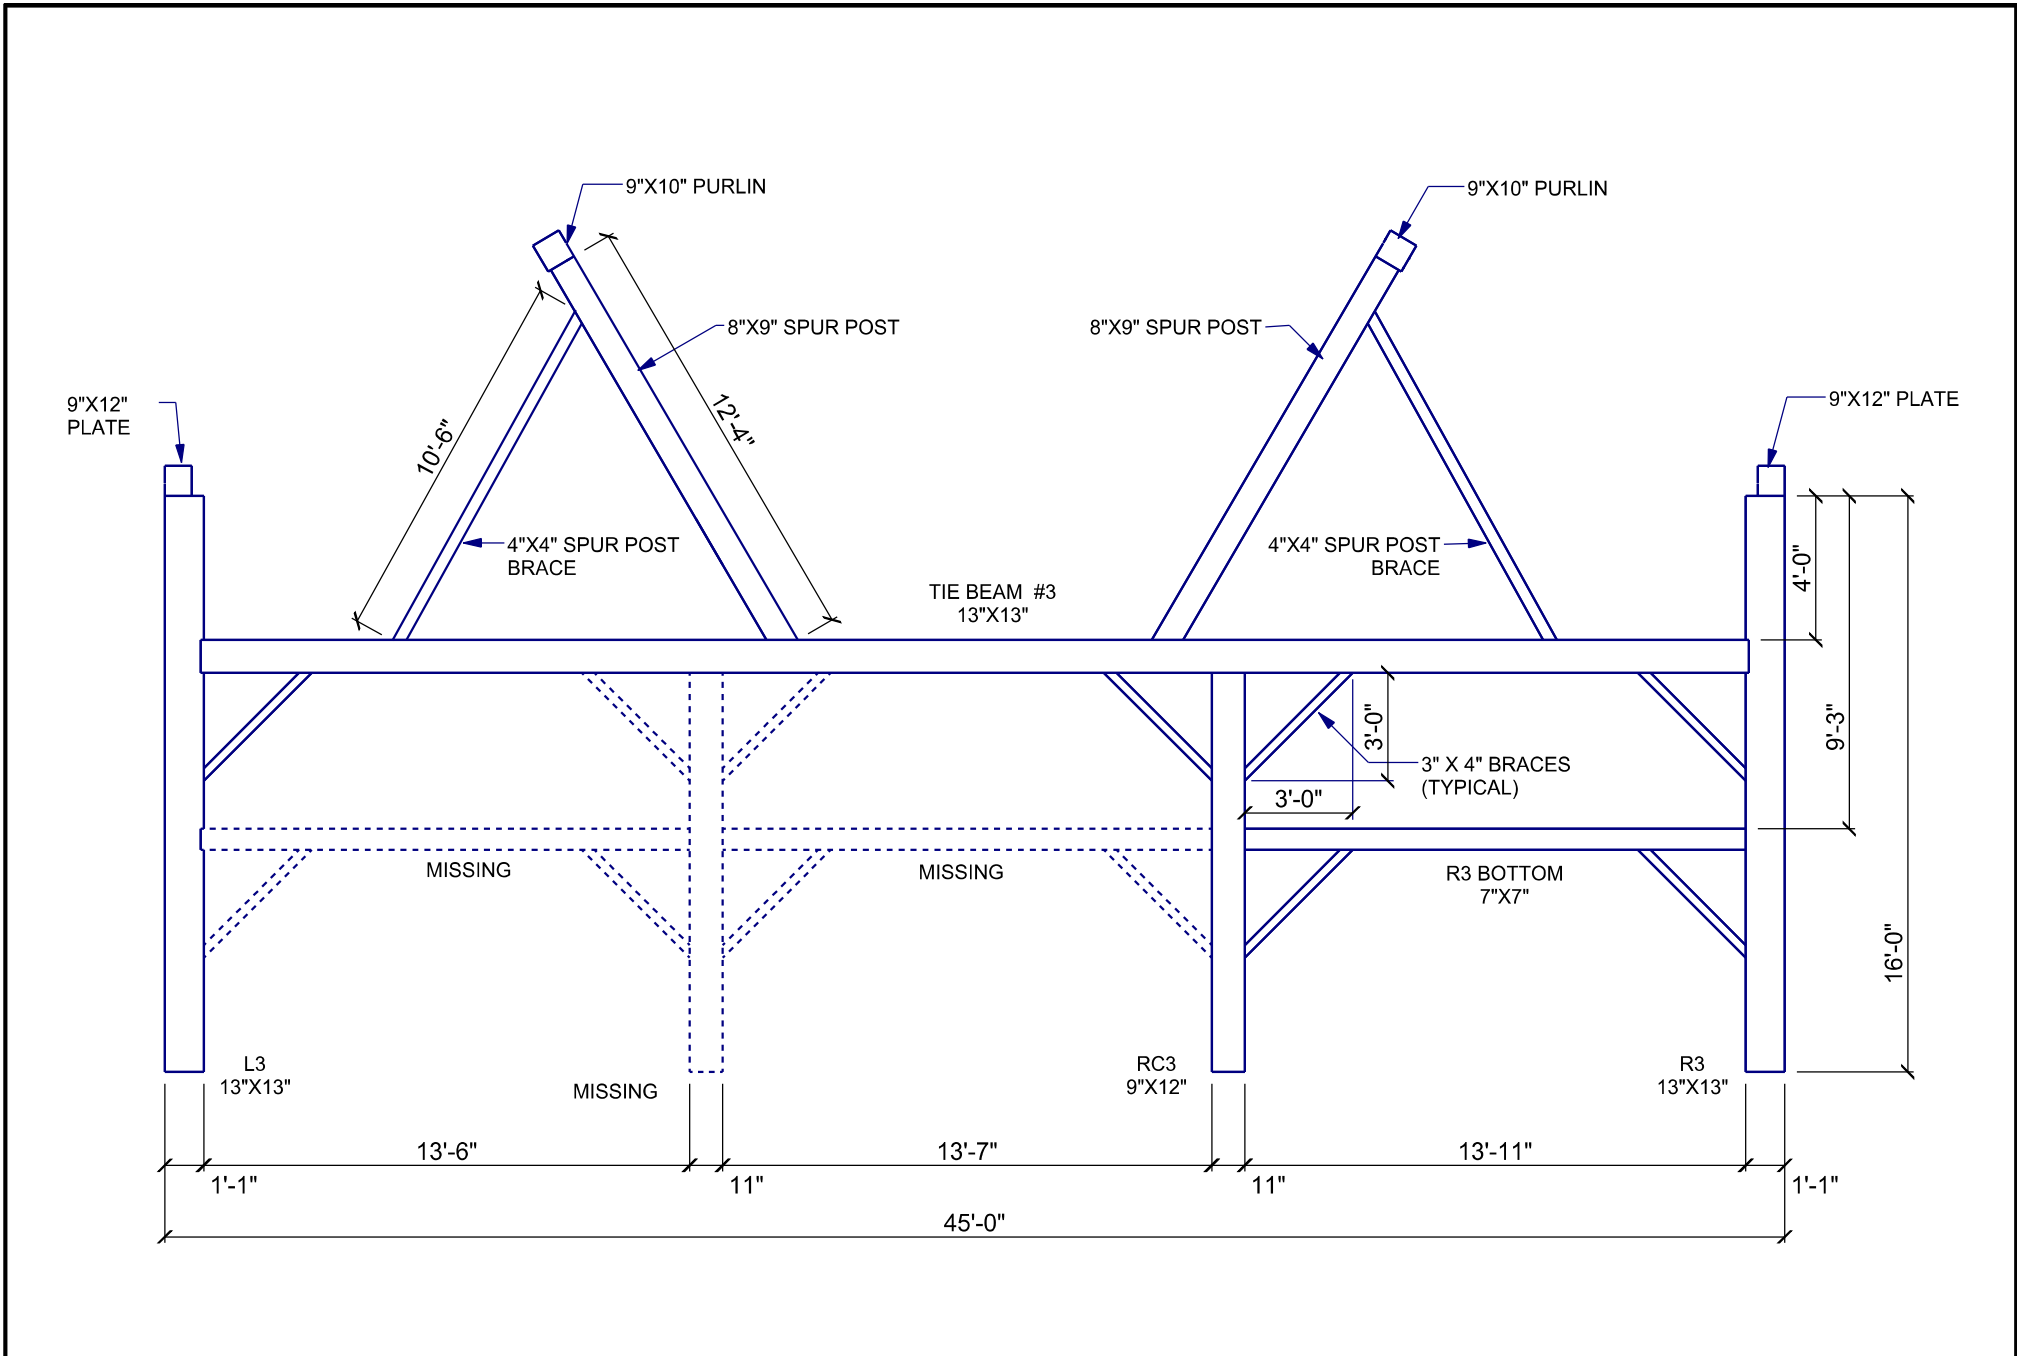 9"X10" PURLIN
9"X10" PURLIN
8"X9" SPUR POST
8"X9" SPUR POST
9"X12"
PLATE
9"X12" PLATE
10'-6"
12'-4"
4"X4" SPUR POST
BRACE
4"X4" SPUR POST
BRACE
4'-0"
TIE BEAM #3
13"X13"
3'-0"
9'-3"
3" X 4" BRACES
(TYPICAL)
3'-0"
MISSING
MISSING
R3 BOTTOM
7"X7"
16'-0"
L3
13"X13"
MISSING
RC3
9"X12"
R3
13"X13"
13'-6"
13'-7"
13'-11"
1'-1"
11"
11"
1'-1"
45'-0"